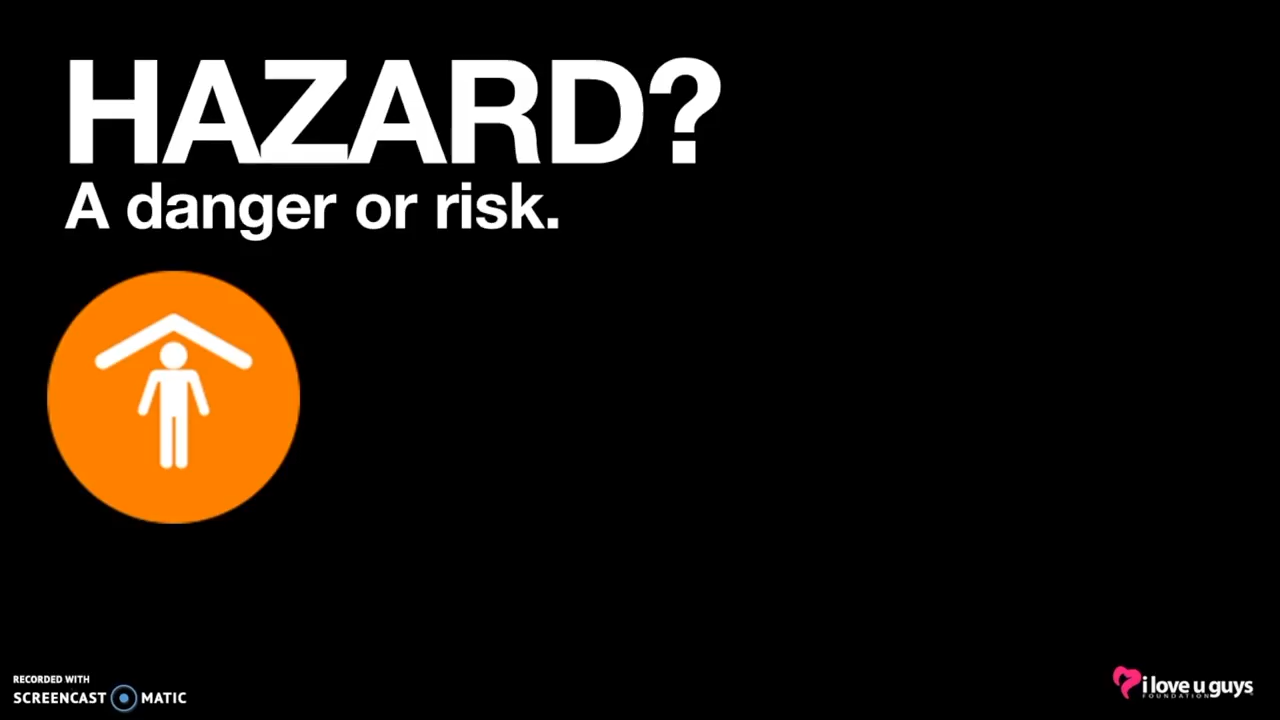 HAZARD?
A danger or risk.
RECORDED WITH
SCREENCAST MATIC
i love u guys
FOUNDATION